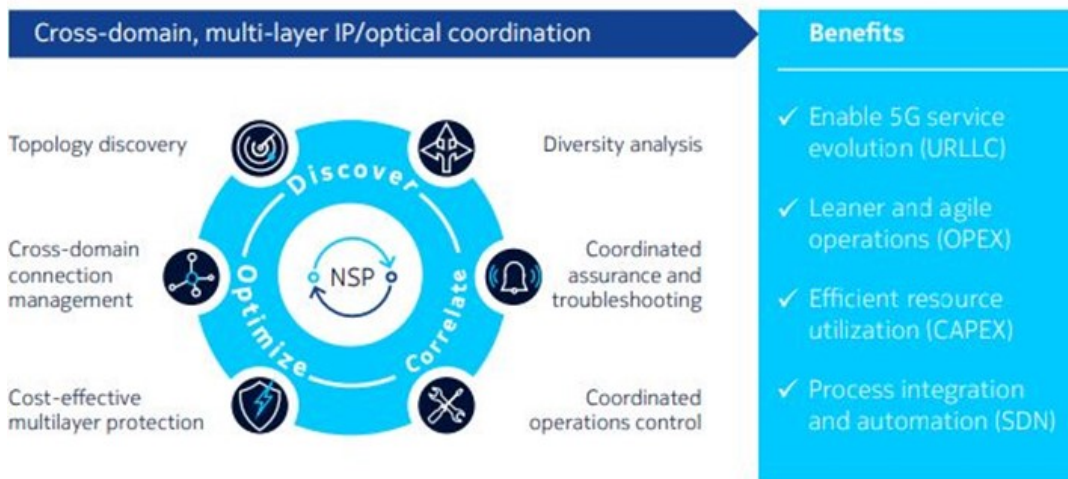 Cross-domain, multi-layer IP/optical coordination
Topology discovery
Cross-domain
connection
management
Cost-effective
multilayer protection
Discover
Optimize
Correlate
NSP
Diversity analysis
Coordinated
assurance and
troubleshooting
Coordinated
operations control
Benefits
✓ Enable 5G service
evolution (URLLC)
✓ Leaner and agile
operations (OPEX)
✓ Efficient resource
utilization (CAPEX)
✓ Process integration
and automation (SDN)